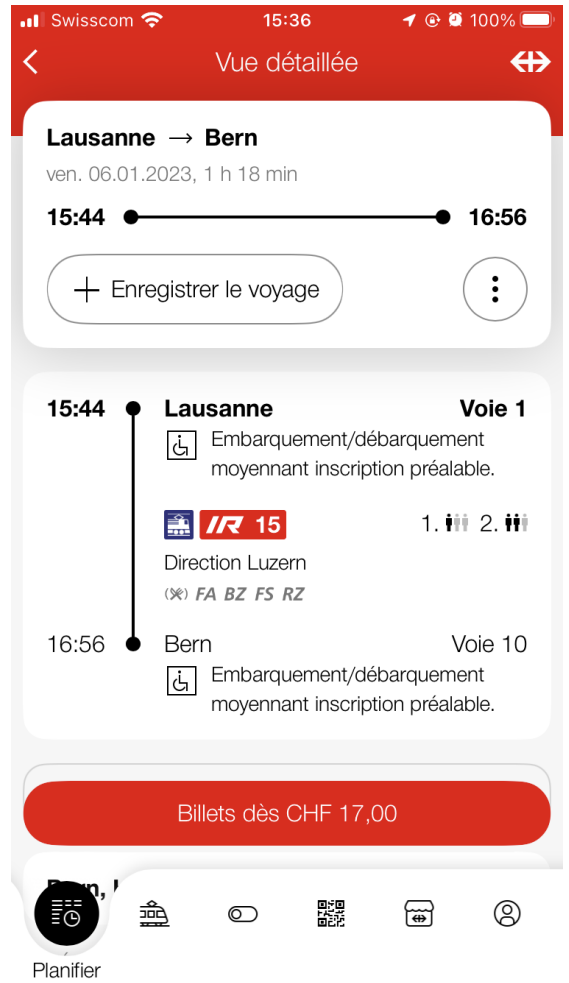 Swisscom 15:36 100%
Vue détaillée
Lausanne → Bern
ven. 06.01.2023, 1 h 18 min
15:44 16:56
+ Enregistrer le voyage
15:44 Lausanne Voie 1
Embarquement/débarquement
moyennant inscription préalable.
IR 15 1. 2.
Direction Luzern
FA BZ FS RZ
16:56 Bern Voie 10
Embarquement/débarquement
moyennant inscription préalable.
Billets dès CHF 17,00
Planifier